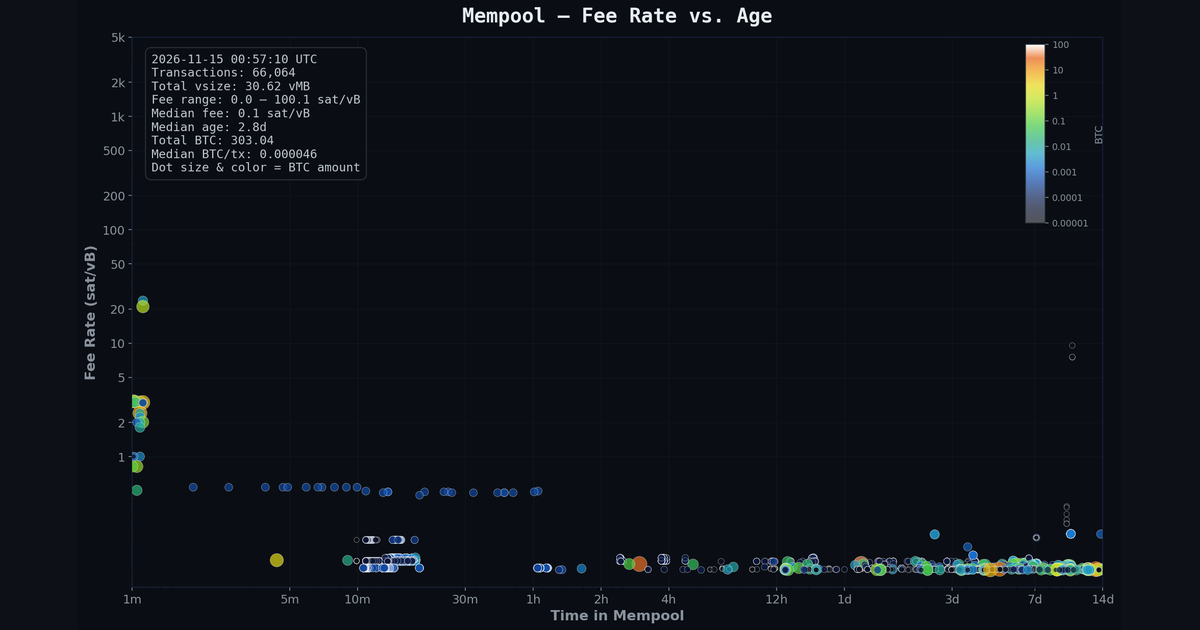 Mempool — Fee Rate vs. Age
2026-11-15 00:57:10 UTC
Transactions: 66,064
Total vsize: 30.62 vMB
Fee range: 0.0 – 100.1 sat/vB
Median fee: 0.1 sat/vB
Median age: 2.8d
Total BTC: 303.04
Median BTC/tx: 0.000046
Dot size & color = BTC amount
Fee Rate (sat/vB)
5k
2k
1k
500
200
100
50
20
10
5
2
1
100
10
1
0.1
0.01
0.001
0.0001
0.00001
BTC
1m 5m 10m 30m 1h 2h 4h 12h 1d 3d 7d 14d
Time in Mempool